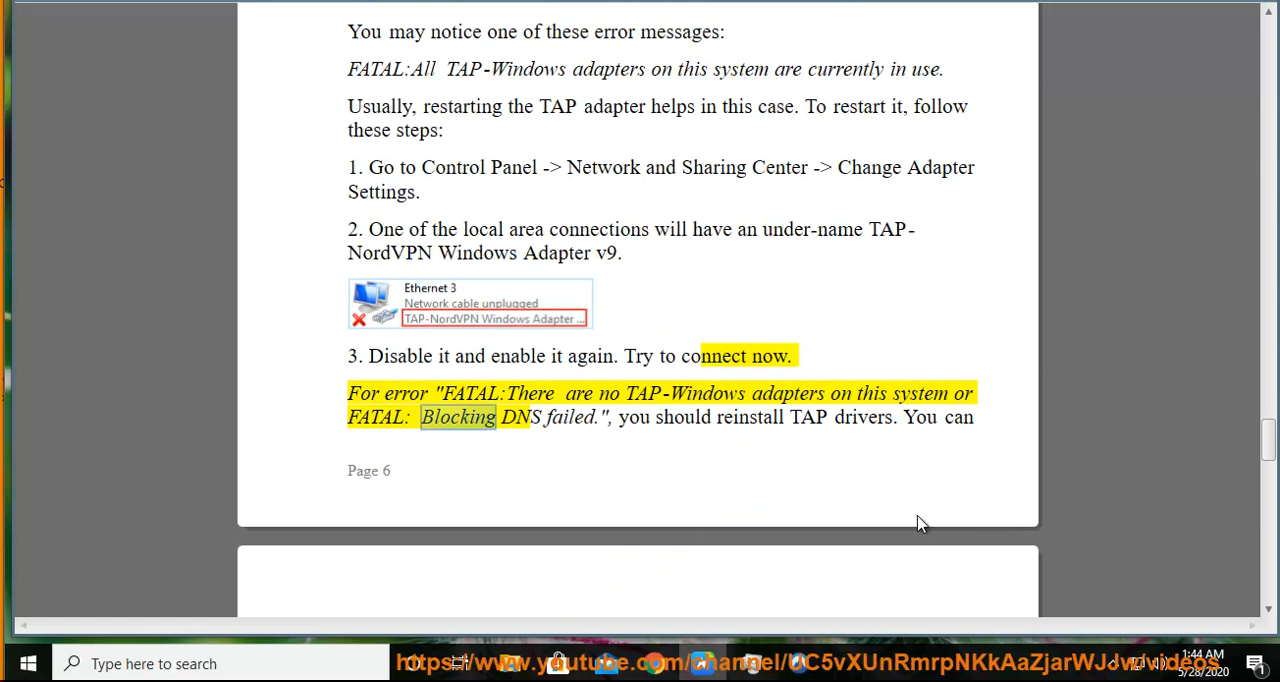 You may notice one of these error messages:
FATAL:All TAP-Windows adapters on this system are currently in use.
Usually, restarting the TAP adapter helps in this case. To restart it, follow
these steps:
1. Go to Control Panel -> Network and Sharing Center -> Change Adapter
Settings.
2. One of the local area connections will have an under-name TAP-
NordVPN Windows Adapter v9.
Ethernet 3
Network cable unplugged
TAP-NordVPN Windows Adapter ...
3. Disable it and enable it again. Try to connect now.
For error "FATAL:There are no TAP-Windows adapters on this system or
FATAL: Blocking DNS failed.", you should reinstall TAP drivers. You can
Page 6
Type here to search
1:44 AM
5/28/2020
1